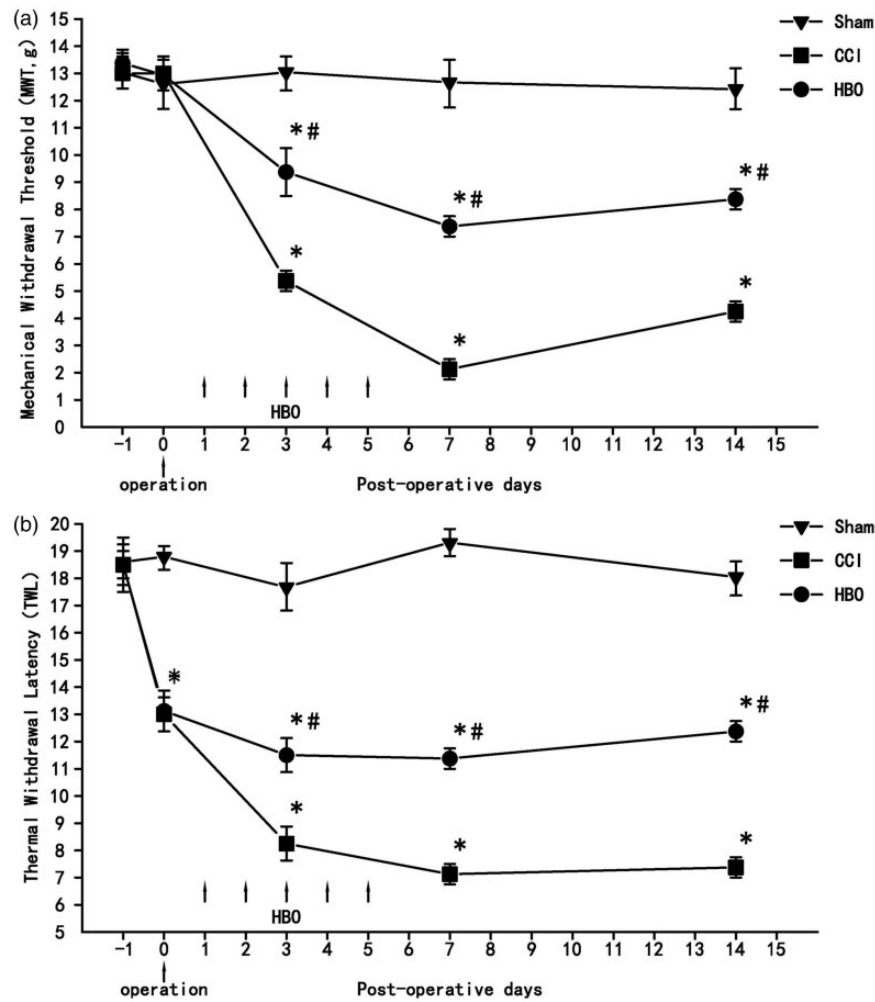 (a)
Mechanical Withdrawal Threshold (MWT,g)
15
14
13
12
11
10
9
8
7
6
5
4
3
2
1
0
Sham
CCI
HBO
*#
*#
*#
*
*
*
HBO
-1 0 1 2 3 4 5 6 7 8 9 10 11 12 13 14 15
operation Post-operative days
(b)
Thermal Withdrawal Latency (TWL)
20
19
18
17
16
15
14
13
12
11
10
9
8
7
6
5
Sham
CCI
HBO
*
*#
*#
*#
*
*
*
HBO
-1 0 1 2 3 4 5 6 7 8 9 10 11 12 13 14 15
operation Post-operative days